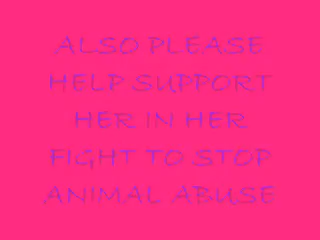 ALSO PLEASE
HELP SUPPORT
HER IN HER
FIGHT TO STOP
ANIMAL ABUSE